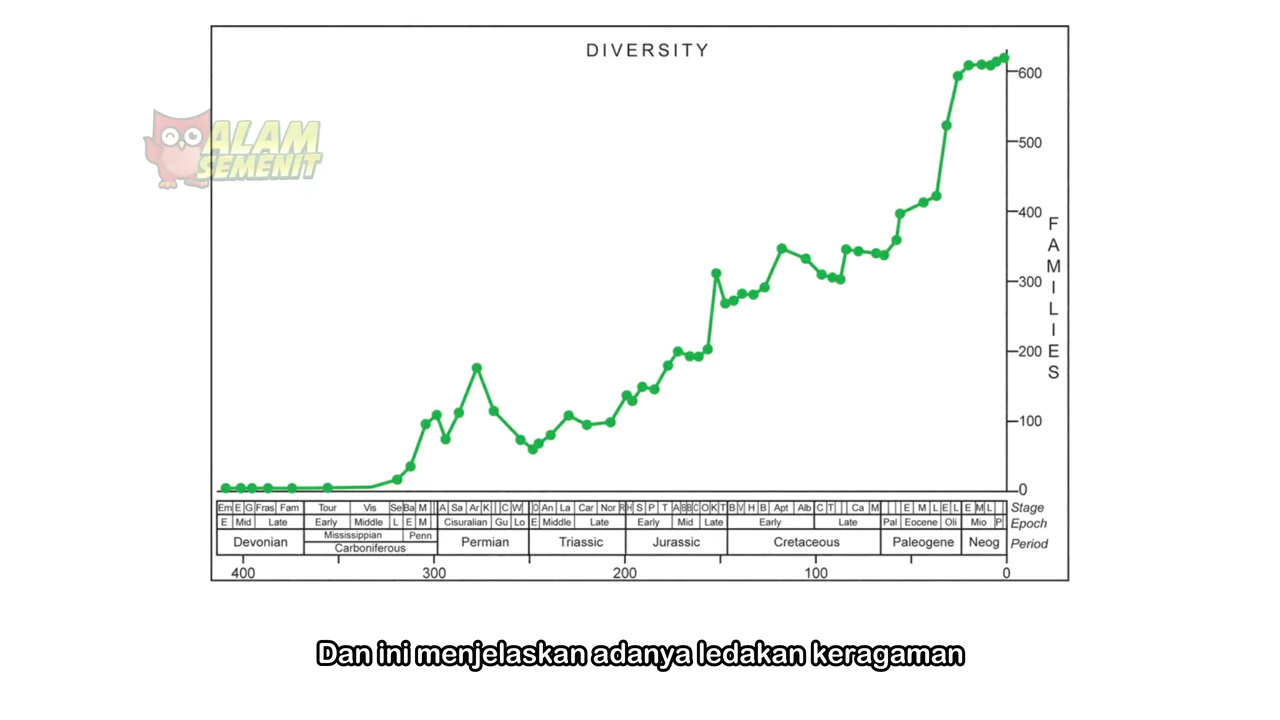 DIVERSITY
ALAM
SEMENIT
600
500
400
300
200
100
0
FAMILIES
Em E G Fras Fam Tour Vis Se Ba M A Sa Ar K C W O An La Car Nor R H S P T A B B C O K T B V H B Apt Alb C T Ca M E M L E L E M L Stage
E Mid Late Early Middle L E M Cisuralian Gu Lo E Middle Late Early Mid Late Early Late Pal Eocene Oli Mio P Epoch
Devonian Mississippian Penn Carboniferous Permian Triassic Jurassic Cretaceous Paleogene Neog Period
400 300 200 100 0
Dan ini menjelaskan adanya ledakan keragaman